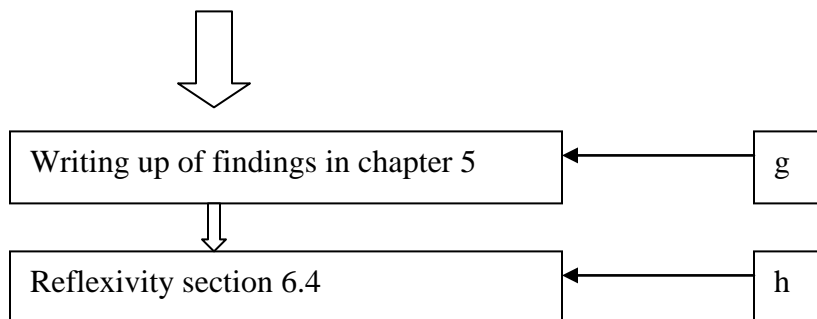 Writing up of findings in chapter 5
g
Reflexivity section 6.4
h